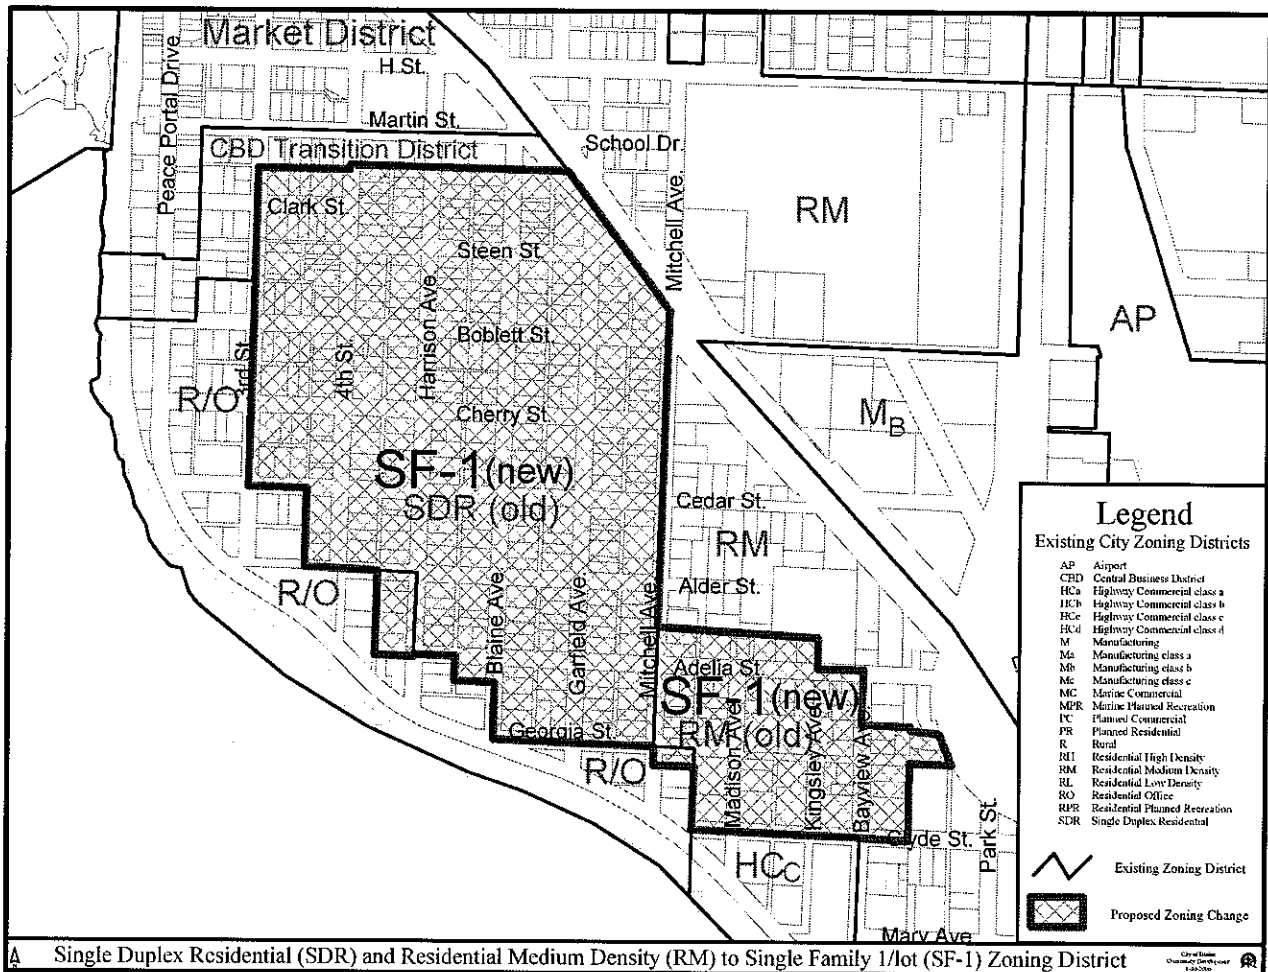 Market District
H St.
Peace Portal Drive
Martin St.
CBD Transition District
School Dr.
Clark St.
Mitchell Ave.
RM
Steen St.
Harrison Ave.
Boblett St.
AP
3rd St.
4th St.
R/O
Cherry St.
MB
SF-1(new)
SDR (old)
Cedar St.
RM
Alder St.
R/O
Blaine Ave.
Garfield Ave.
Mitchell Ave.
Adelia St.
SF-1(new)
RM (old)
Madison Ave.
Kingsley Ave.
Bayview
Georgia St.
R/O
HCC
Park St.
Mary Ave
Legend
Existing City Zoning Districts
AP Airport
CBD Central Business District
HCa Highway Commercial class a
HCb Highway Commercial class b
HCc Highway Commercial class c
HCd Highway Commercial class d
M Manufacturing
Ma Manufacturing class a
Mb Manufacturing class b
Mc Manufacturing class c
MC Marine Commercial
MPR Marine Planned Recreation
PC Planned Commercial
PR Planned Residential
R Rural
RH Residential High Density
RM Residential Medium Density
RL Residential Low Density
RO Residential Office
RPR Residential Planned Recreation
SDR Single Duplex Residential
Existing Zoning District
Proposed Zoning Change
Single Duplex Residential (SDR) and Residential Medium Density (RM) to Single Family 1/lot (SF-1) Zoning District